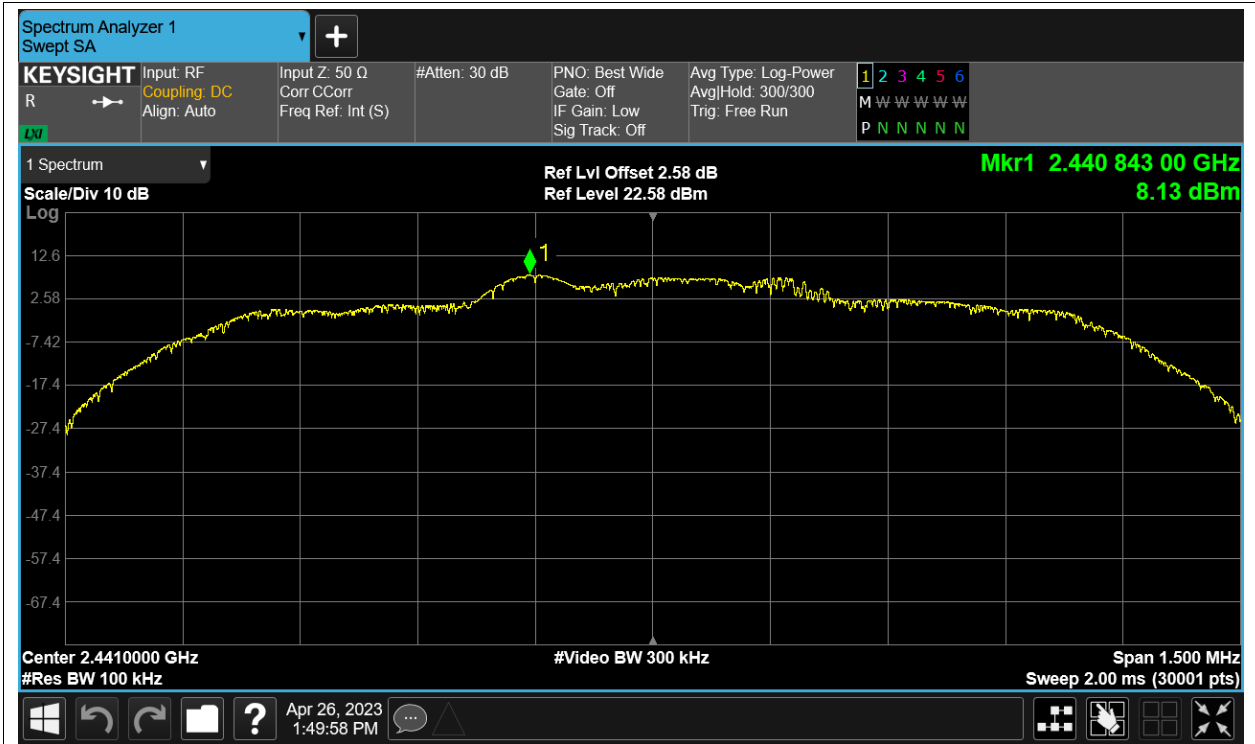 Spectrum Analyzer 1
Swept SA
KEYSIGHT
R
LXI
Input: RF
Coupling: DC
Align: Auto
Input Z: 50 Ω
Corr CCorr
Freq Ref: Int (S)
#Atten: 30 dB
PNO: Best Wide
Gate: Off
IF Gain: Low
Sig Track: Off
Avg Type: Log-Power
Avg|Hold: 300/300
Trig: Free Run
1 2 3 4 5 6
M W W W W W
P N N N N N
1 Spectrum
Scale/Div 10 dB
Log
Ref Lvl Offset 2.58 dB
Ref Level 22.58 dBm
Mkr1 2.440 843 00 GHz
8.13 dBm
1
12.6
2.58
-7.42
-17.4
-27.4
-37.4
-47.4
-57.4
-67.4
Center 2.4410000 GHz
#Res BW 100 kHz
#Video BW 300 kHz
Span 1.500 MHz
Sweep 2.00 ms (30001 pts)
?
Apr 26, 2023
1:49:58 PM